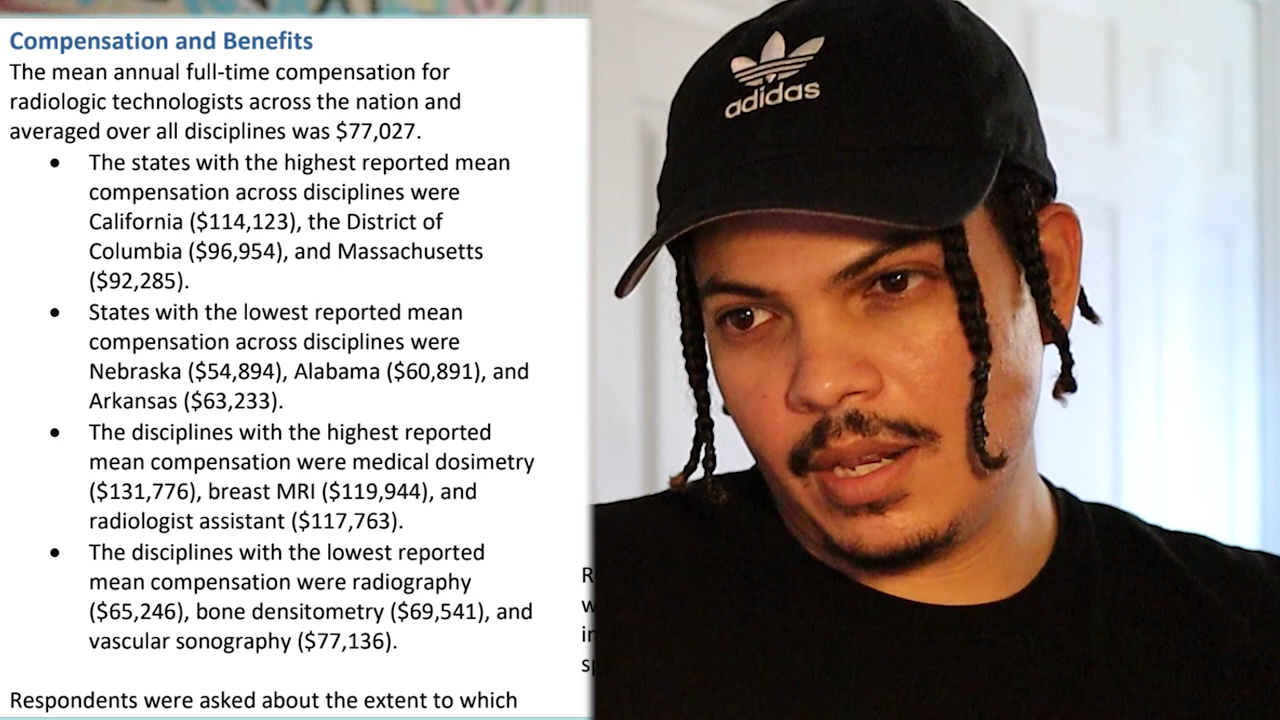 Compensation and Benefits
The mean annual full-time compensation for
radiologic technologists across the nation and
averaged over all disciplines was $77,027.
• The states with the highest reported mean
compensation across disciplines were
California ($114,123), the District of
Columbia ($96,954), and Massachusetts
($92,285).
• States with the lowest reported mean
compensation across disciplines were
Nebraska ($54,894), Alabama ($60,891), and
Arkansas ($63,233).
• The disciplines with the highest reported
mean compensation were medical dosimetry
($131,776), breast MRI ($119,944), and
radiologist assistant ($117,763).
• The disciplines with the lowest reported
mean compensation were radiography
($65,246), bone densitometry ($69,541), and
vascular sonography ($77,136).
Respondents were asked about the extent to which
adidas